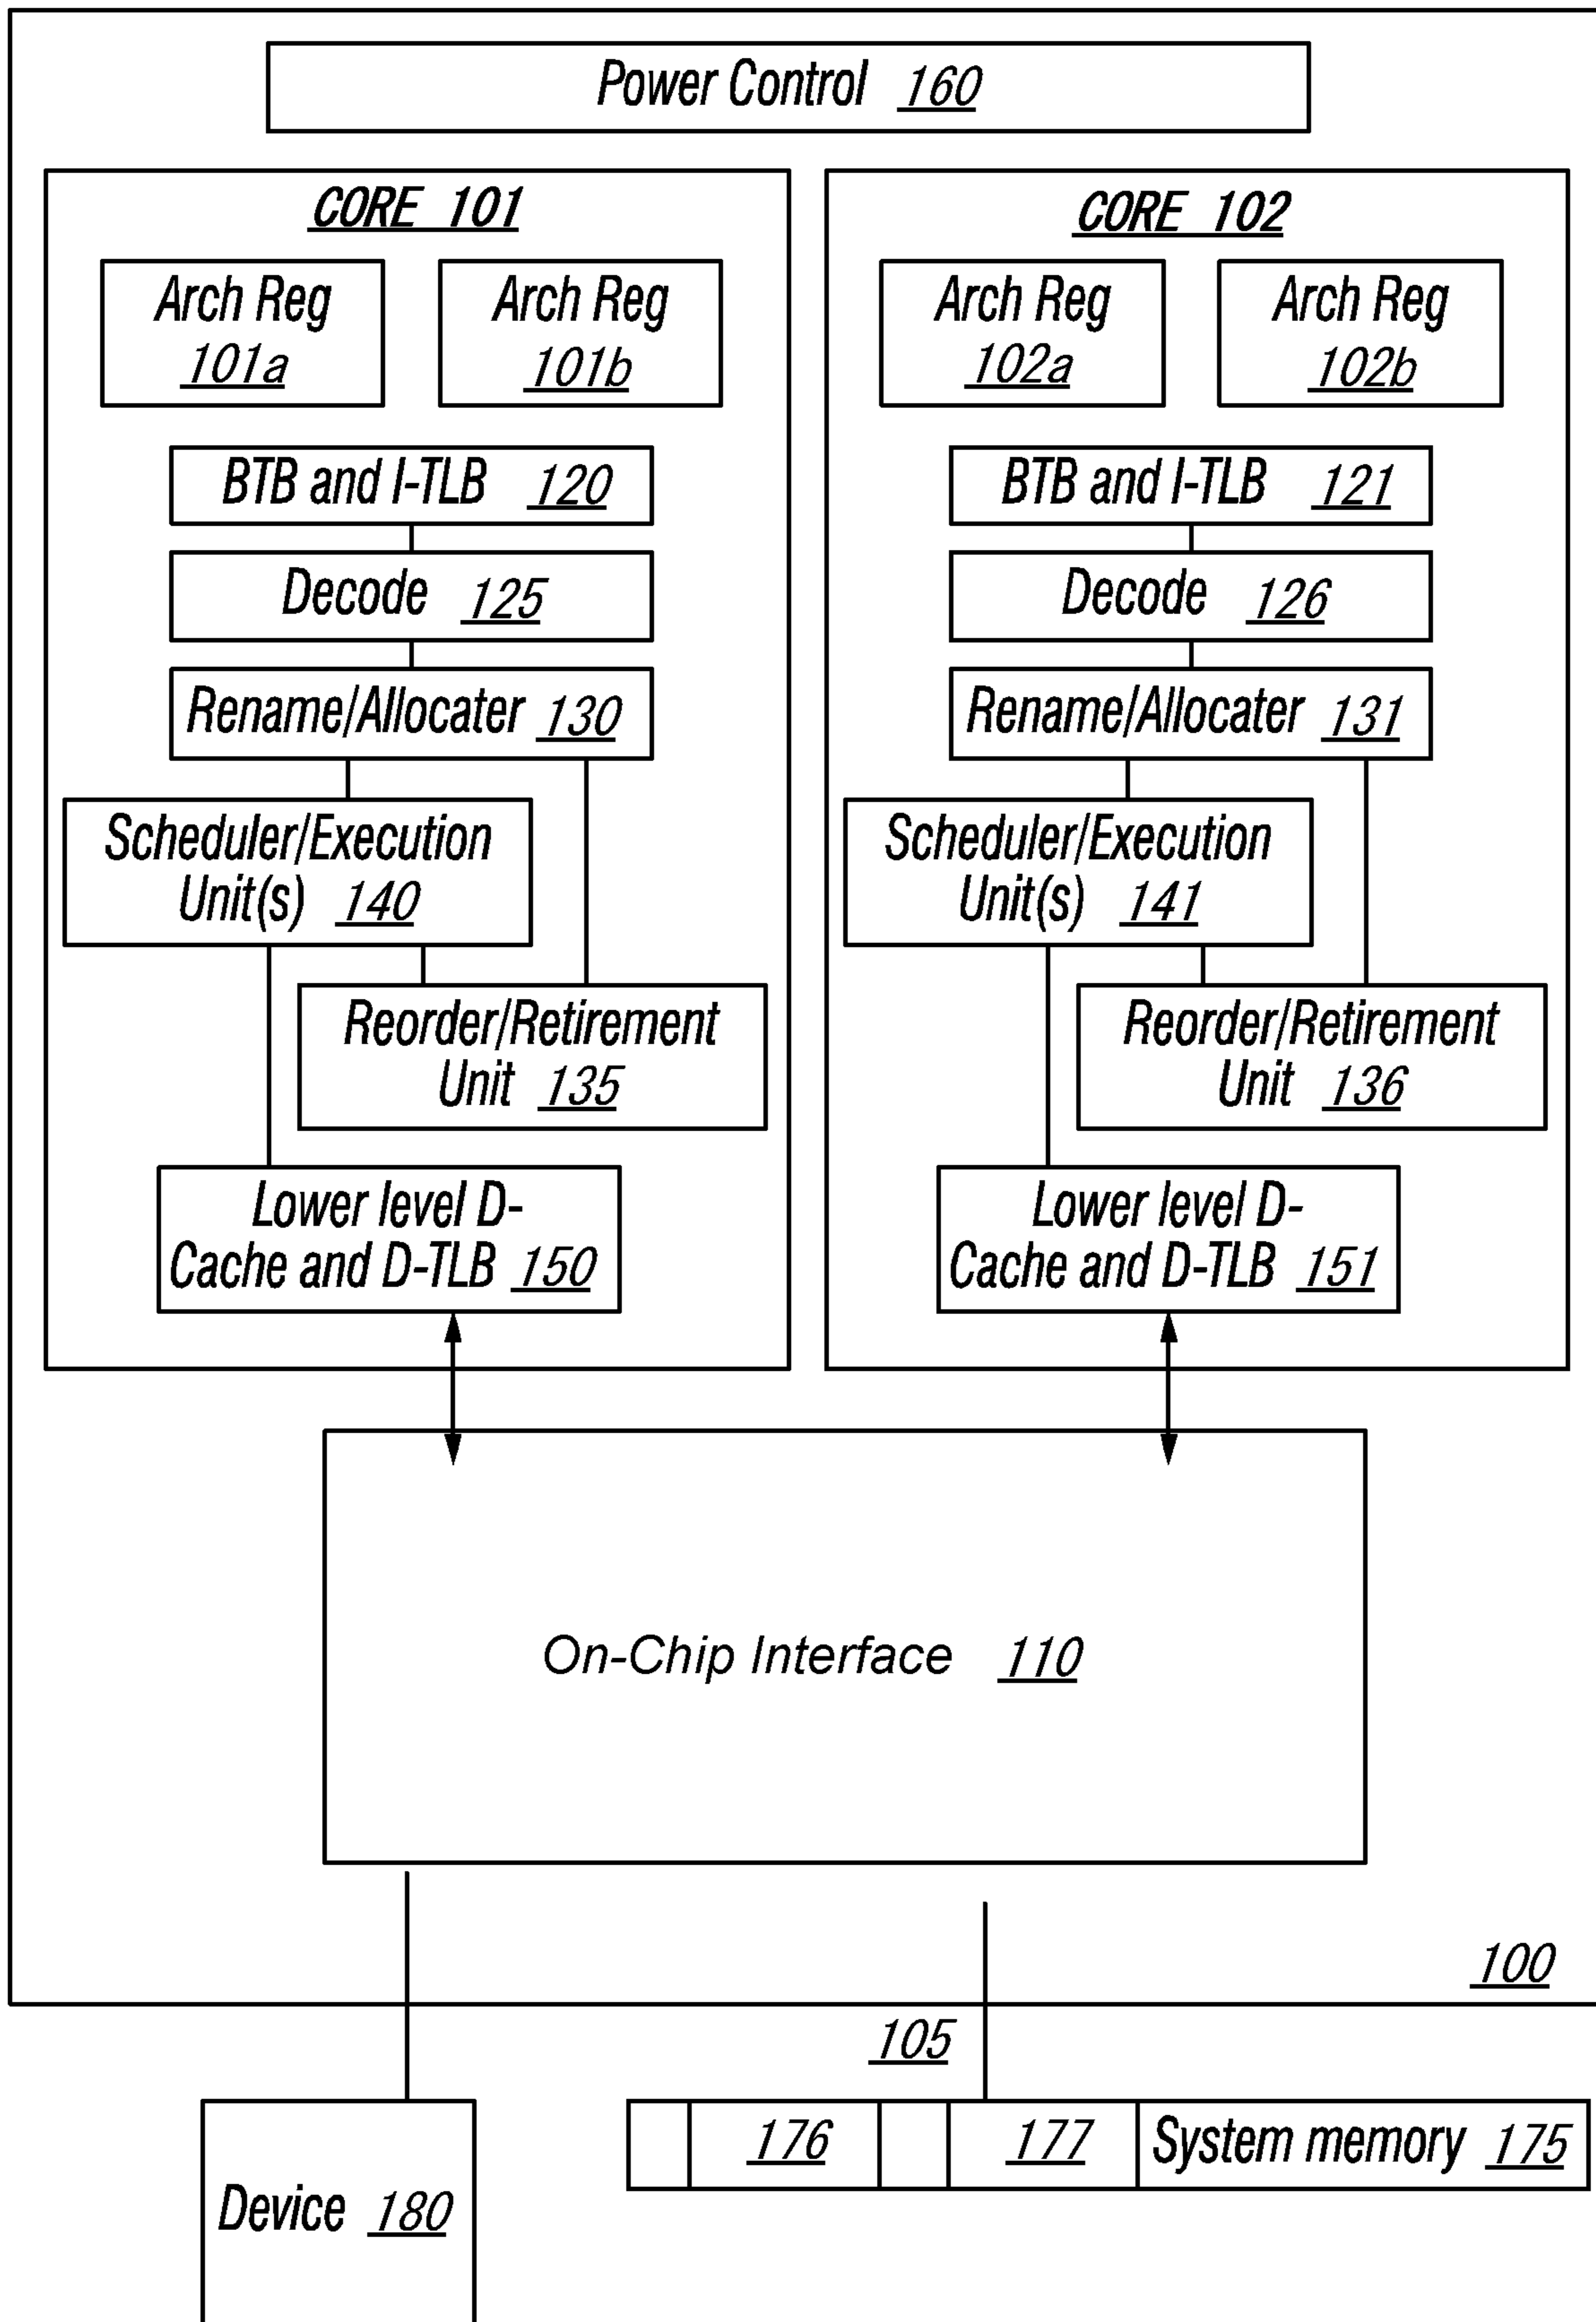 Power Control 160
CORE 101
Arch Reg
101a
Arch Reg
101b
BTB and I-TLB 120
Decode 125
Rename/Allocater 130
Scheduler/Execution
Unit(s) 140
Reorder/Retirement
Unit 135
Lower level D-
Cache and D-TLB 150
CORE 102
Arch Reg
102a
Arch Reg
102b
BTB and I-TLB 121
Decode 126
Rename/Allocater 131
Scheduler/Execution
Unit(s) 141
Reorder/Retirement
Unit 136
Lower level D-
Cache and D-TLB 151
On-Chip Interface 110
100
105
176
177
System memory 175
Device 180